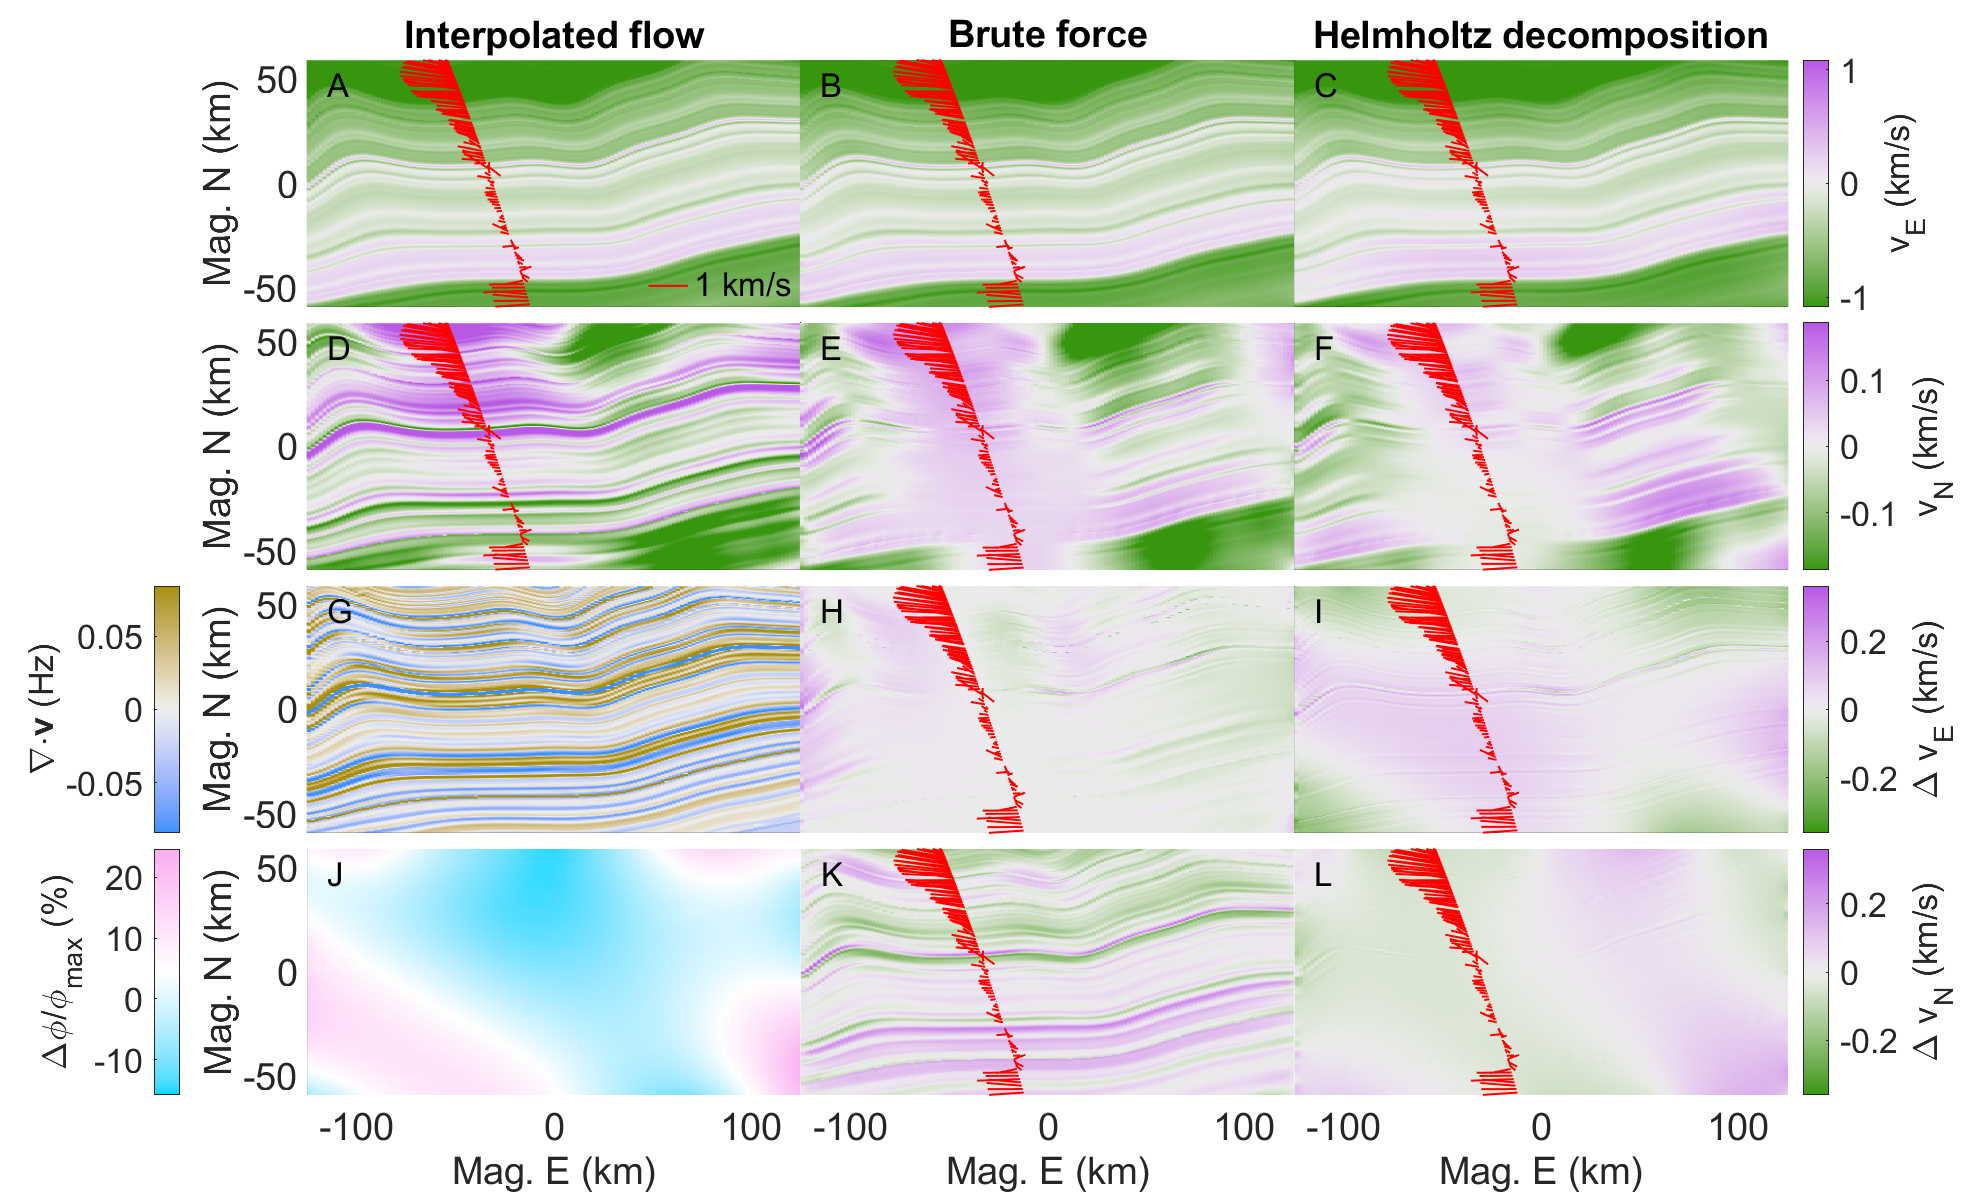 Interpolated flow
Brute force
Helmholtz decomposition
Mag. N (km)
50
0
-50
A
1 km/s
B
C
1
0
-1
v_E (km/s)
Mag. N (km)
50
0
-50
D
E
F
0.1
0
-0.1
v_N (km/s)
∇·v (Hz)
0.05
0
-0.05
Mag. N (km)
50
0
-50
G
H
I
0.2
0
-0.2
Δ v_E (km/s)
Δϕ/ϕ_max (%)
20
10
0
-10
Mag. N (km)
50
0
-50
J
K
L
0.2
0
-0.2
Δ v_N (km/s)
-100 0 100
-100 0 100
-100 0 100
Mag. E (km)
Mag. E (km)
Mag. E (km)